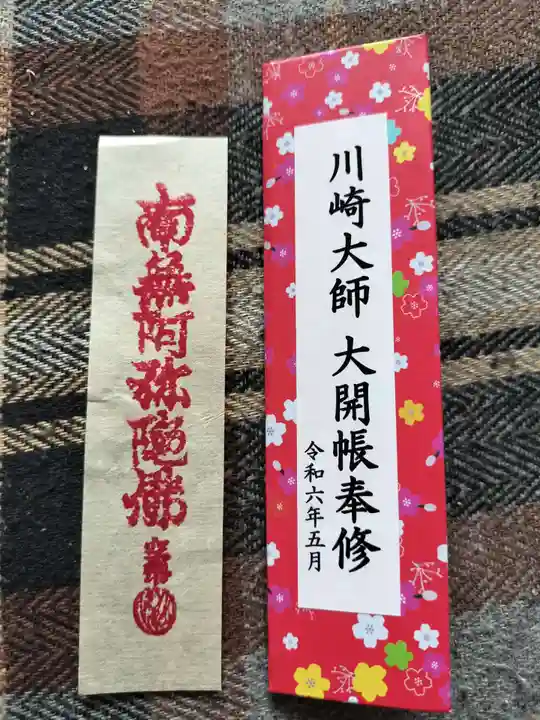 川崎大師 大開帳奉修
令和六年五月
南無阿弥陀佛